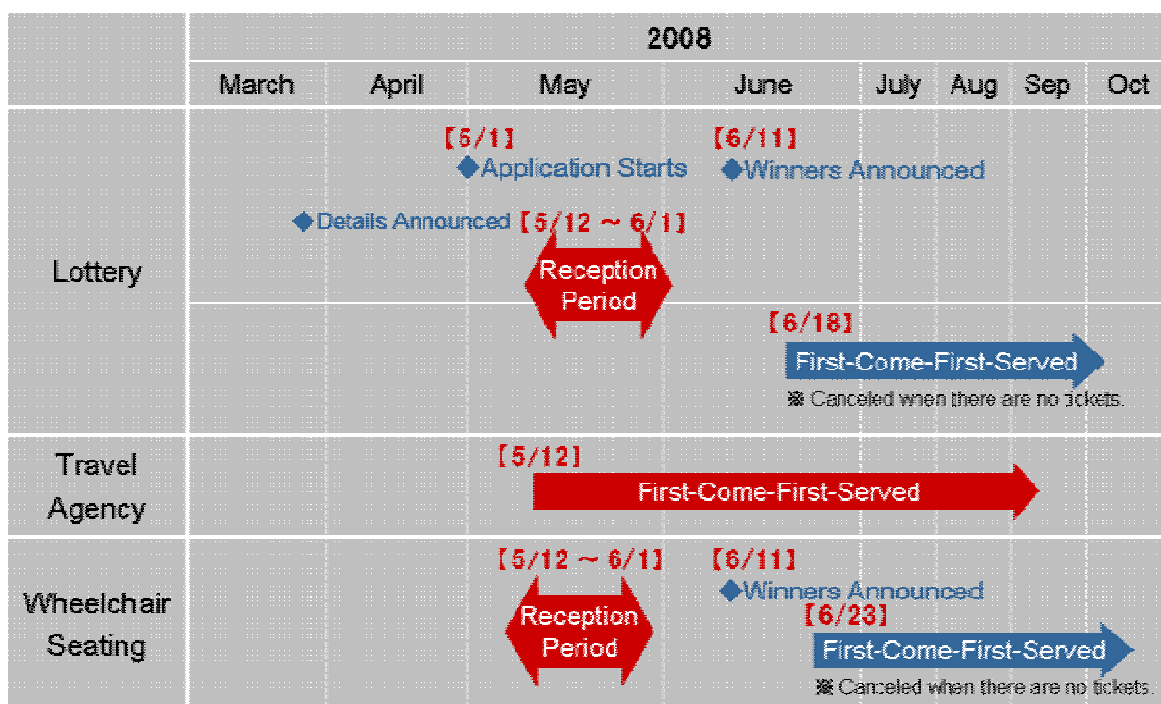 2008
March April May June July Aug Sep Oct
Lottery
【5/1】
◆Application Starts
【6/11】
◆Winners Announced
◆Details Announced
【5/12 ~ 6/1】
Reception
Period
【6/18】
First-Come-First-Served
※ Canceled when there are no tickets.
Travel
Agency
【5/12】
First-Come-First-Served
Wheelchair
Seating
【5/12 ~ 6/1】
Reception
Period
【6/11】
◆Winners Announced
【6/23】
First-Come-First-Served
※ Canceled when there are no tickets.